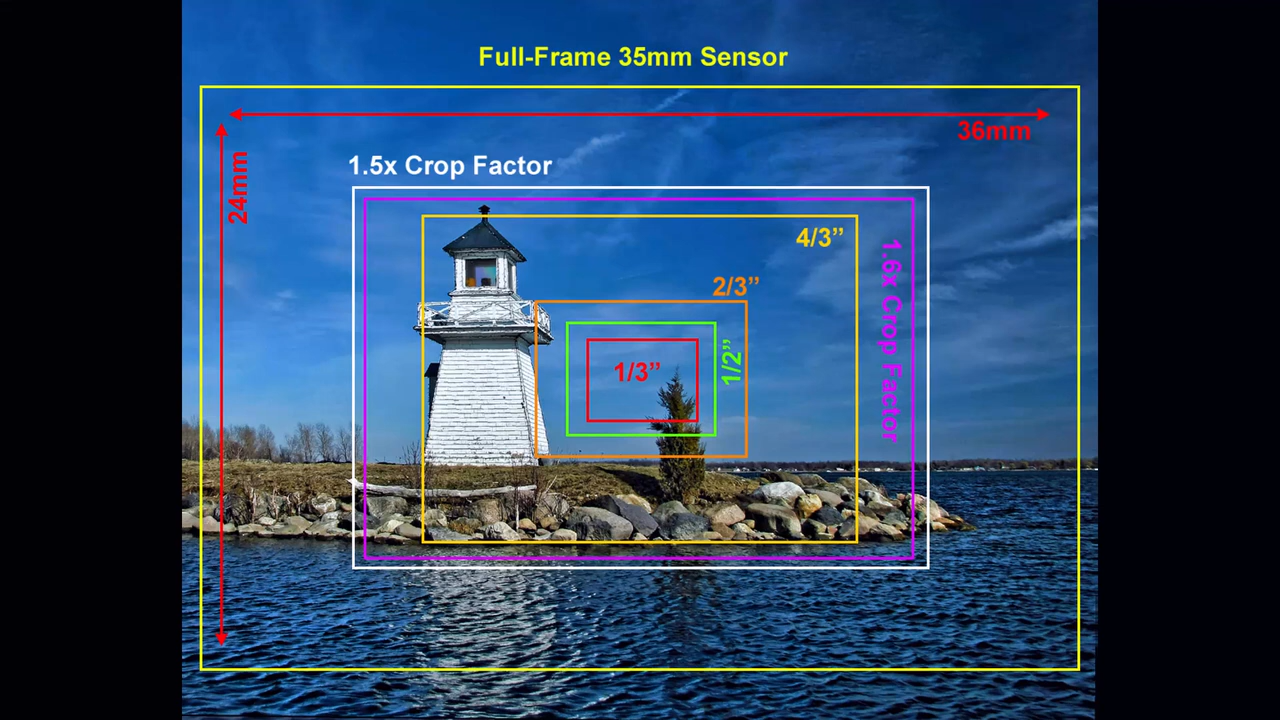 Full-Frame 35mm Sensor
36mm
24mm
1.5x Crop Factor
4/3”
1.6x Crop Factor
2/3”
1/2”
1/3”